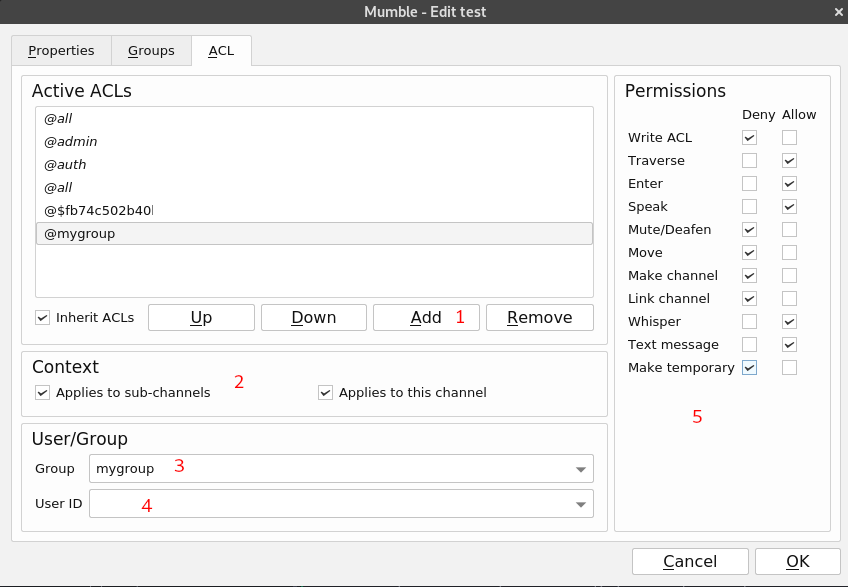 Mumble - Edit test
Properties
Groups
ACL
Active ACLs
@all
@admin
@auth
@all
@$fb74c502b40
@mygroup
Inherit ACLs
Up
Down
Add 1
Remove
Context
Applies to sub-channels
2
Applies to this channel
User/Group
Group mygroup 3
User ID 4
Permissions
Deny Allow
Write ACL
Traverse
Enter
Speak
Mute/Deafen
Move
Make channel
Link channel
Whisper
Text message
Make temporary
5
Cancel
OK